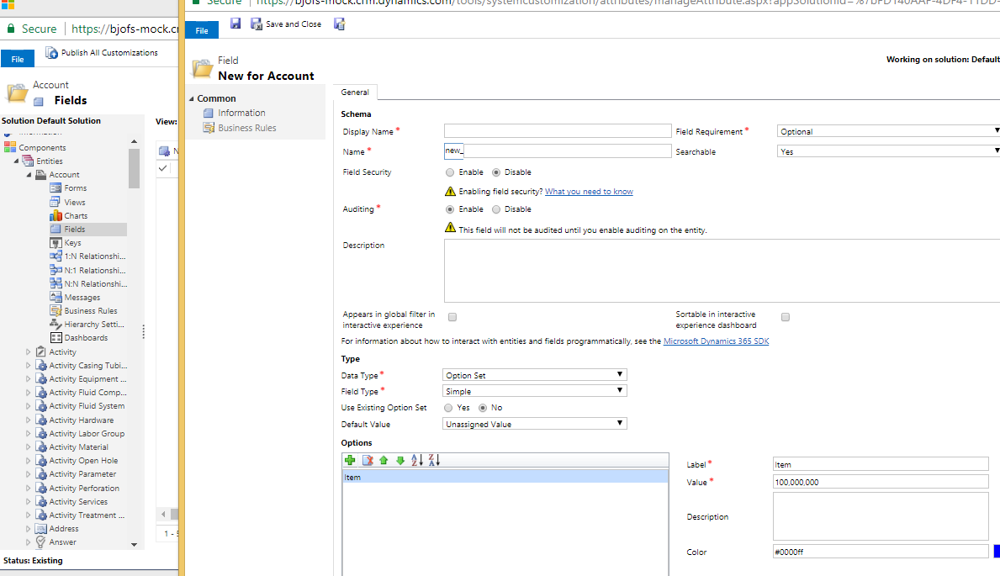 Secure https://bjofs-mock.cr
File
Publish All Customizations
Account
Fields
Solution Default Solution
View:
Components
Entities
Account
Forms
Views
Charts
Fields
Keys
1:N Relationshi...
N:1 Relationshi...
N:N Relationshi...
Messages
Business Rules
Hierarchy Setti...
Dashboards
Activity
Activity Casing Tubi...
Activity Equipment ...
Activity Fluid Comp...
Activity Fluid System
Activity Hardware
Activity Labor Group
Activity Material
Activity Open Hole
Activity Parameter
Activity Perforation
Activity Services
Activity Treatment ...
Address
Answer
N
1 - 5
Status: Existing
Secure https://bjofs-mock.crm.dynamics.com/tools/systemcustomization/attributes/manageAttribute.aspx?appSolutionId=%7bFD140AAF-4DF4-11DD-
File
Save and Close
Field
New for Account
Working on solution: Default
Common
Information
Business Rules
General
Schema
Display Name *
Field Requirement *
Optional
Name *
new_
Searchable
Yes
Field Security
Enable
Disable
Enabling field security? What you need to know
Auditing *
Enable
Disable
This field will not be audited until you enable auditing on the entity.
Description
Appears in global filter in
interactive experience
Sortable in interactive
experience dashboard
For information about how to interact with entities and fields programmatically, see the Microsoft Dynamics 365 SDK
Type
Data Type *
Option Set
Field Type *
Simple
Use Existing Option Set
Yes
No
Default Value
Unassigned Value
Options
Item
Label *
Item
Value *
100,000,000
Description
Color
#0000ff